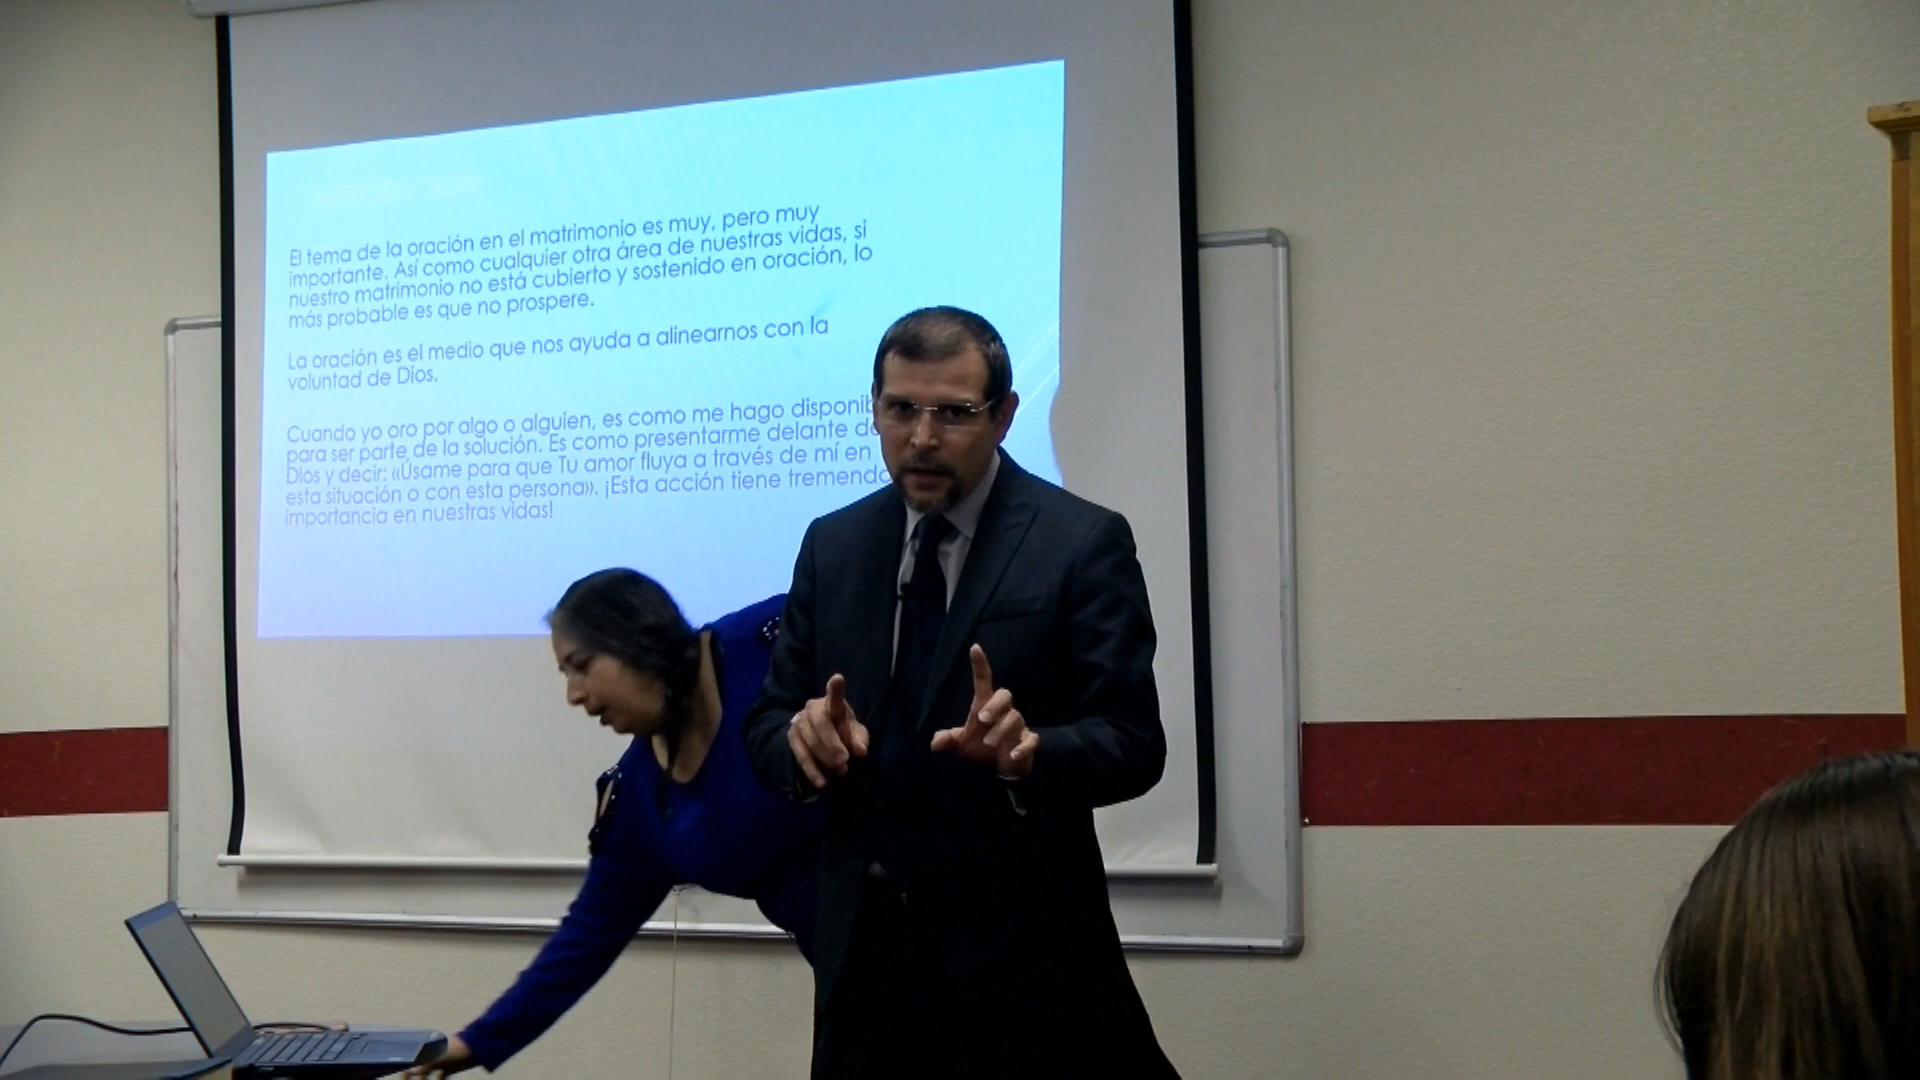 INTRODUCCIÓN
El tema de la oración en el matrimonio es muy, pero muy
importante. Así como cualquier otra área de nuestras vidas, si
nuestro matrimonio no está cubierto y sostenido en oración, lo
más probable es que no prospere.
La oración es el medio que nos ayuda a alinearnos con la
voluntad de Dios.
Cuando yo oro por algo o alguien, es como me hago disponib
para ser parte de la solución. Es como presentarme delante de
Dios y decir: «Úsame para que Tu amor fluya a través de mí en
esta situación o con esta persona». ¡Esta acción tiene tremenda
importancia en nuestras vidas!